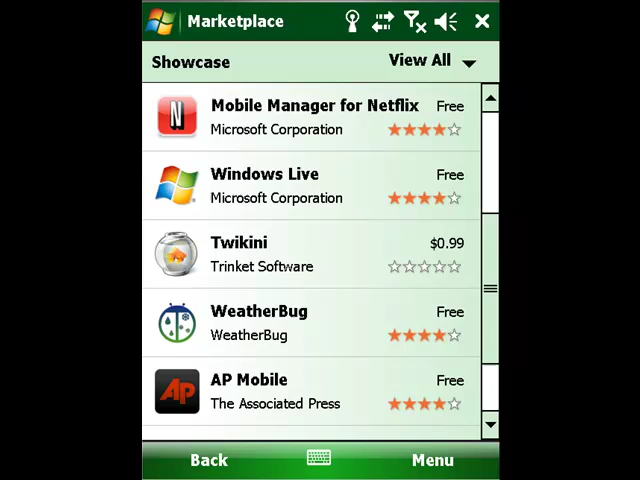 Marketplace
Showcase View All
Mobile Manager for Netflix Free
N
Microsoft Corporation
Windows Live Free
Microsoft Corporation
Twikini $0.99
Trinket Software
WeatherBug Free
WeatherBug
AP Mobile Free
AP
The Associated Press
Back Menu